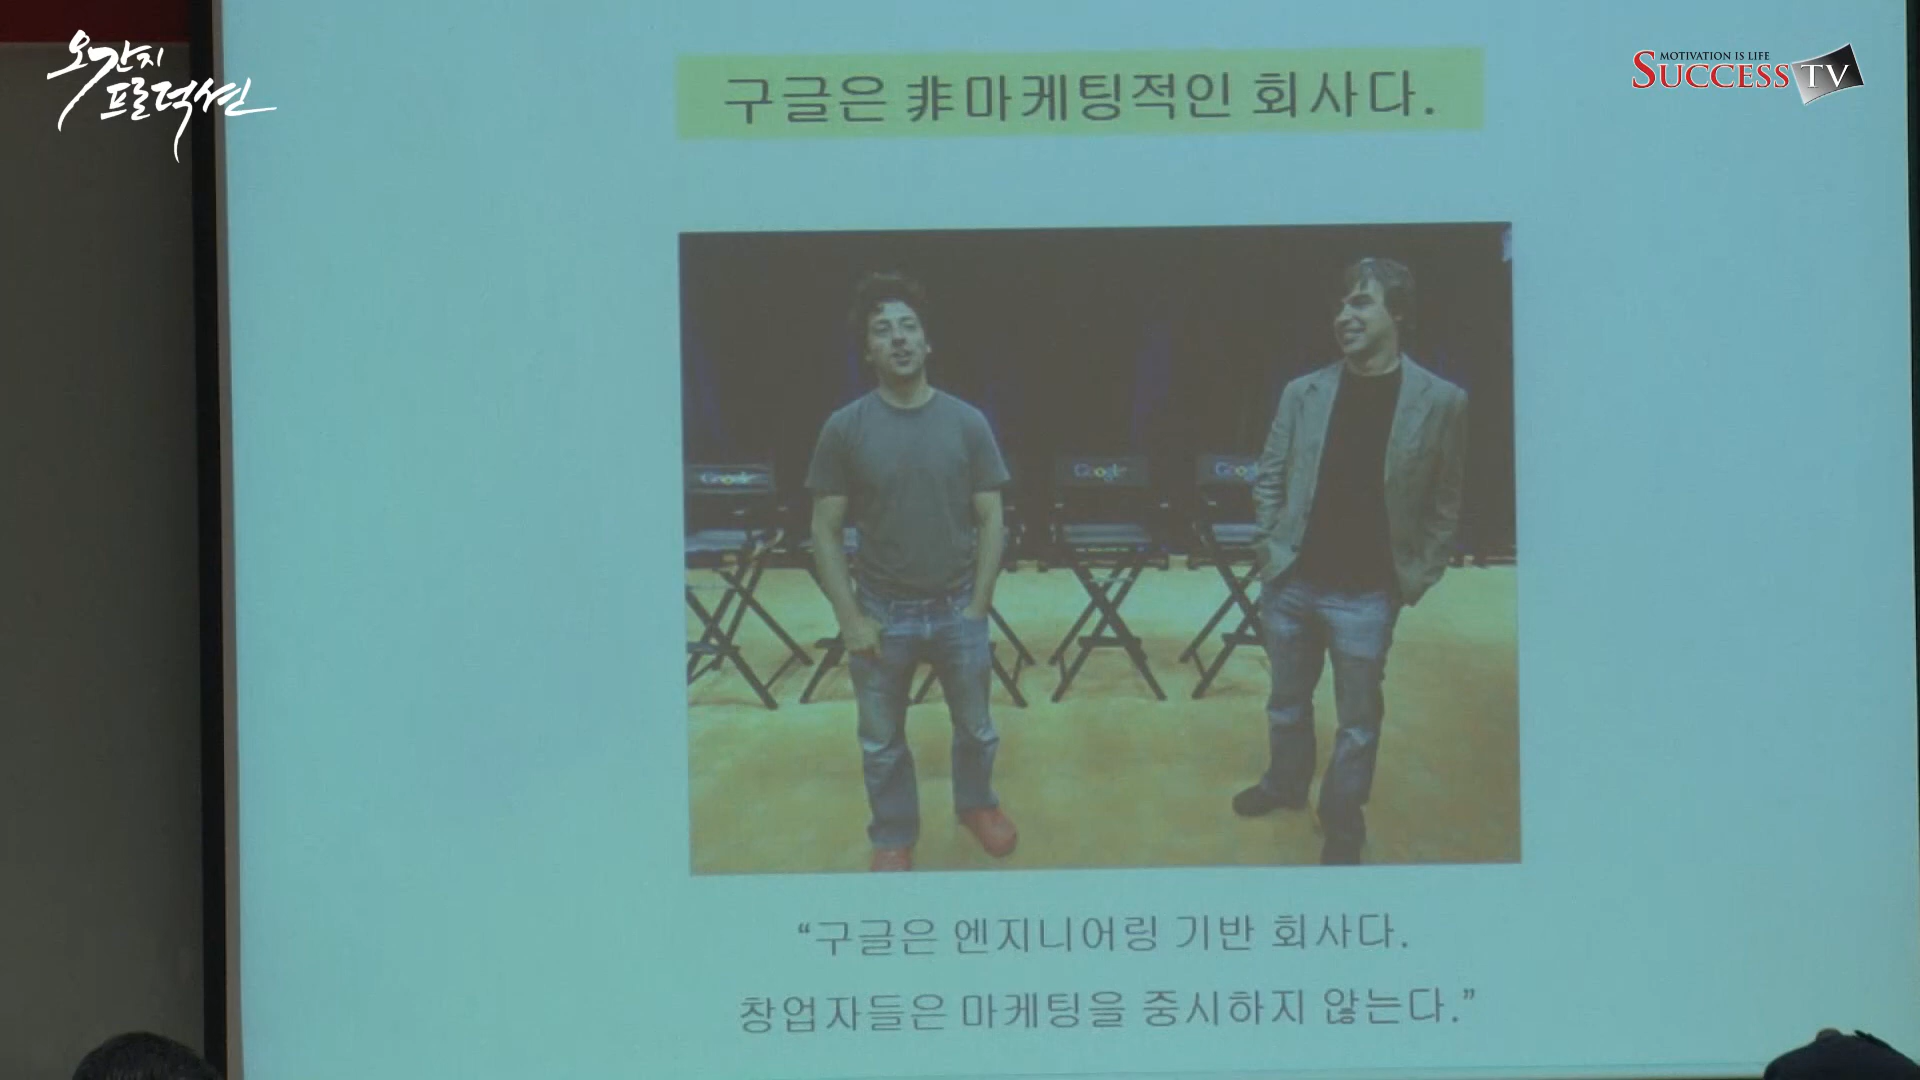 오간지
프로덕션
MOTIVATION IS LIFE
SUCCESS TV
구글은 非마케팅적인 회사다.
Google
Google
Google
“구글은 엔지니어링 기반 회사다.
창업자들은 마케팅을 중시하지 않는다.”